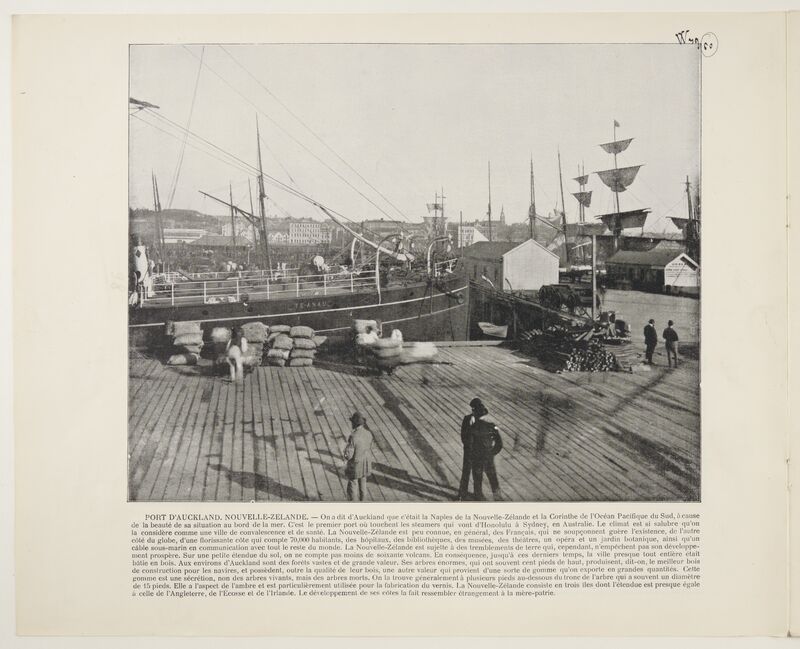 TE ANAU
PORT D'AUCKLAND, NOUVELLE-ZÉLANDE. — On a dit d'Auckland que c'était la Naples de la Nouvelle-Zélande et la Corinthe de l'Océan Pacifique du Sud, à cause
de la beauté de sa situation au bord de la mer. C'est le premier port où touchent les steamers qui vont d'Honolulu à Sydney, en Australie. Le climat est si salubre qu'on
la considère comme une ville de convalescence et de santé. La Nouvelle-Zélande est peu connue, en général, des Français, qui ne soupçonnent guère l'existence, de l'autre
côté du globe, d'une florissante côté qui compte 70,000 habitants, des hôpitaux, des bibliothèques, des musées, des théâtres, un opéra et un jardin botanique, ainsi qu'un
câble sous-marin en communication avec tout le reste du monde. La Nouvelle-Zélande est sujette à des tremblements de terre qui, cependant, n'empêchent pas son développe-
ment prospère. Sur une petite étendue du sol, on ne compte pas moins de soixante volcans. En conséquence, jusqu'à ces derniers temps, la ville presque tout entière était
bâtie en bois. Aux environs d'Auckland sont des forêts vastes et de grande valeur. Ses arbres énormes, qui ont souvent cent pieds de haut, produisent, dit-on, le meilleur bois
de construction pour les navires, et possèdent, outre la qualité de leur bois, une autre valeur qui provient d'une sorte de gomme qu'on exporte en grandes quantités. Cette
gomme est une sécrétion, non des arbres vivants, mais des arbres morts. On la trouve généralement à plusieurs pieds au-dessous du tronc de l'arbre qui a souvent un diamètre
de 15 pieds. Elle a l'aspect de l'ambre et est particulièrement utilisée pour la fabrication du vernis. La Nouvelle-Zélande consiste en trois îles dont l'étendue est presque égale
à celle de l'Angleterre, de l'Écosse et de l'Irlande. Le développement de ses côtes la fait ressembler étrangement à la mère-patrie.